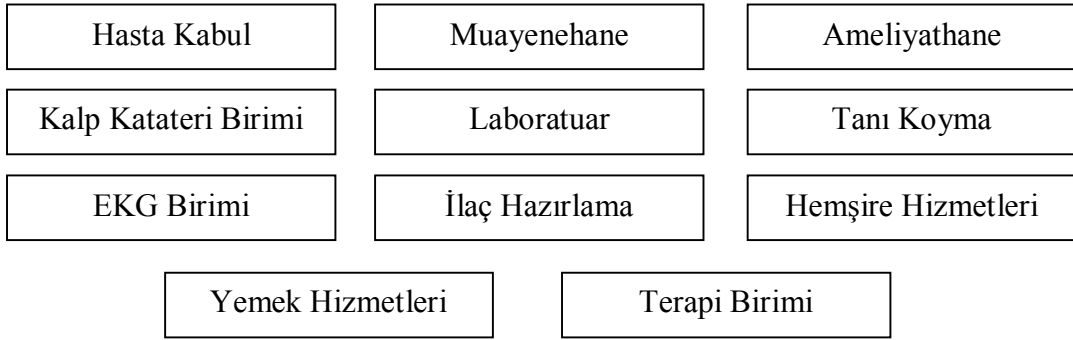 Hasta Kabul
Muayenehane
Ameliyathane
Kalp Katateri Birimi
Laboratuar
Tanı Koyma
EKG Birimi
İlaç Hazırlama
Hemşire Hizmetleri
Yemek Hizmetleri
Terapi Birimi